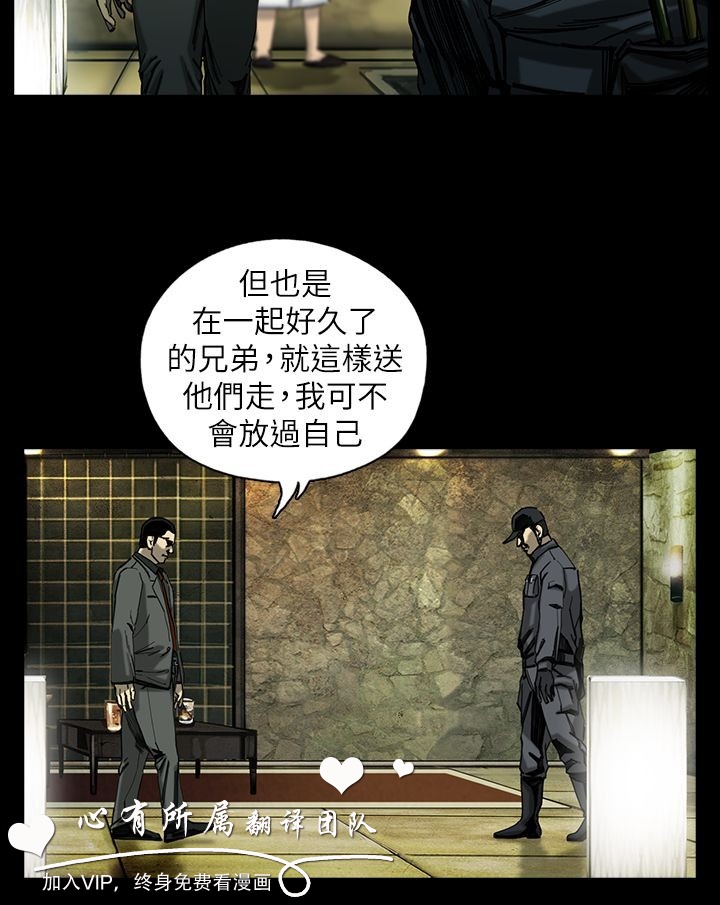 但也是
在一起好久了
的兄弟，就這樣送
他們走，我可不
會放過自己
心有所属翻译团队
加入VIP，终身免费看漫画